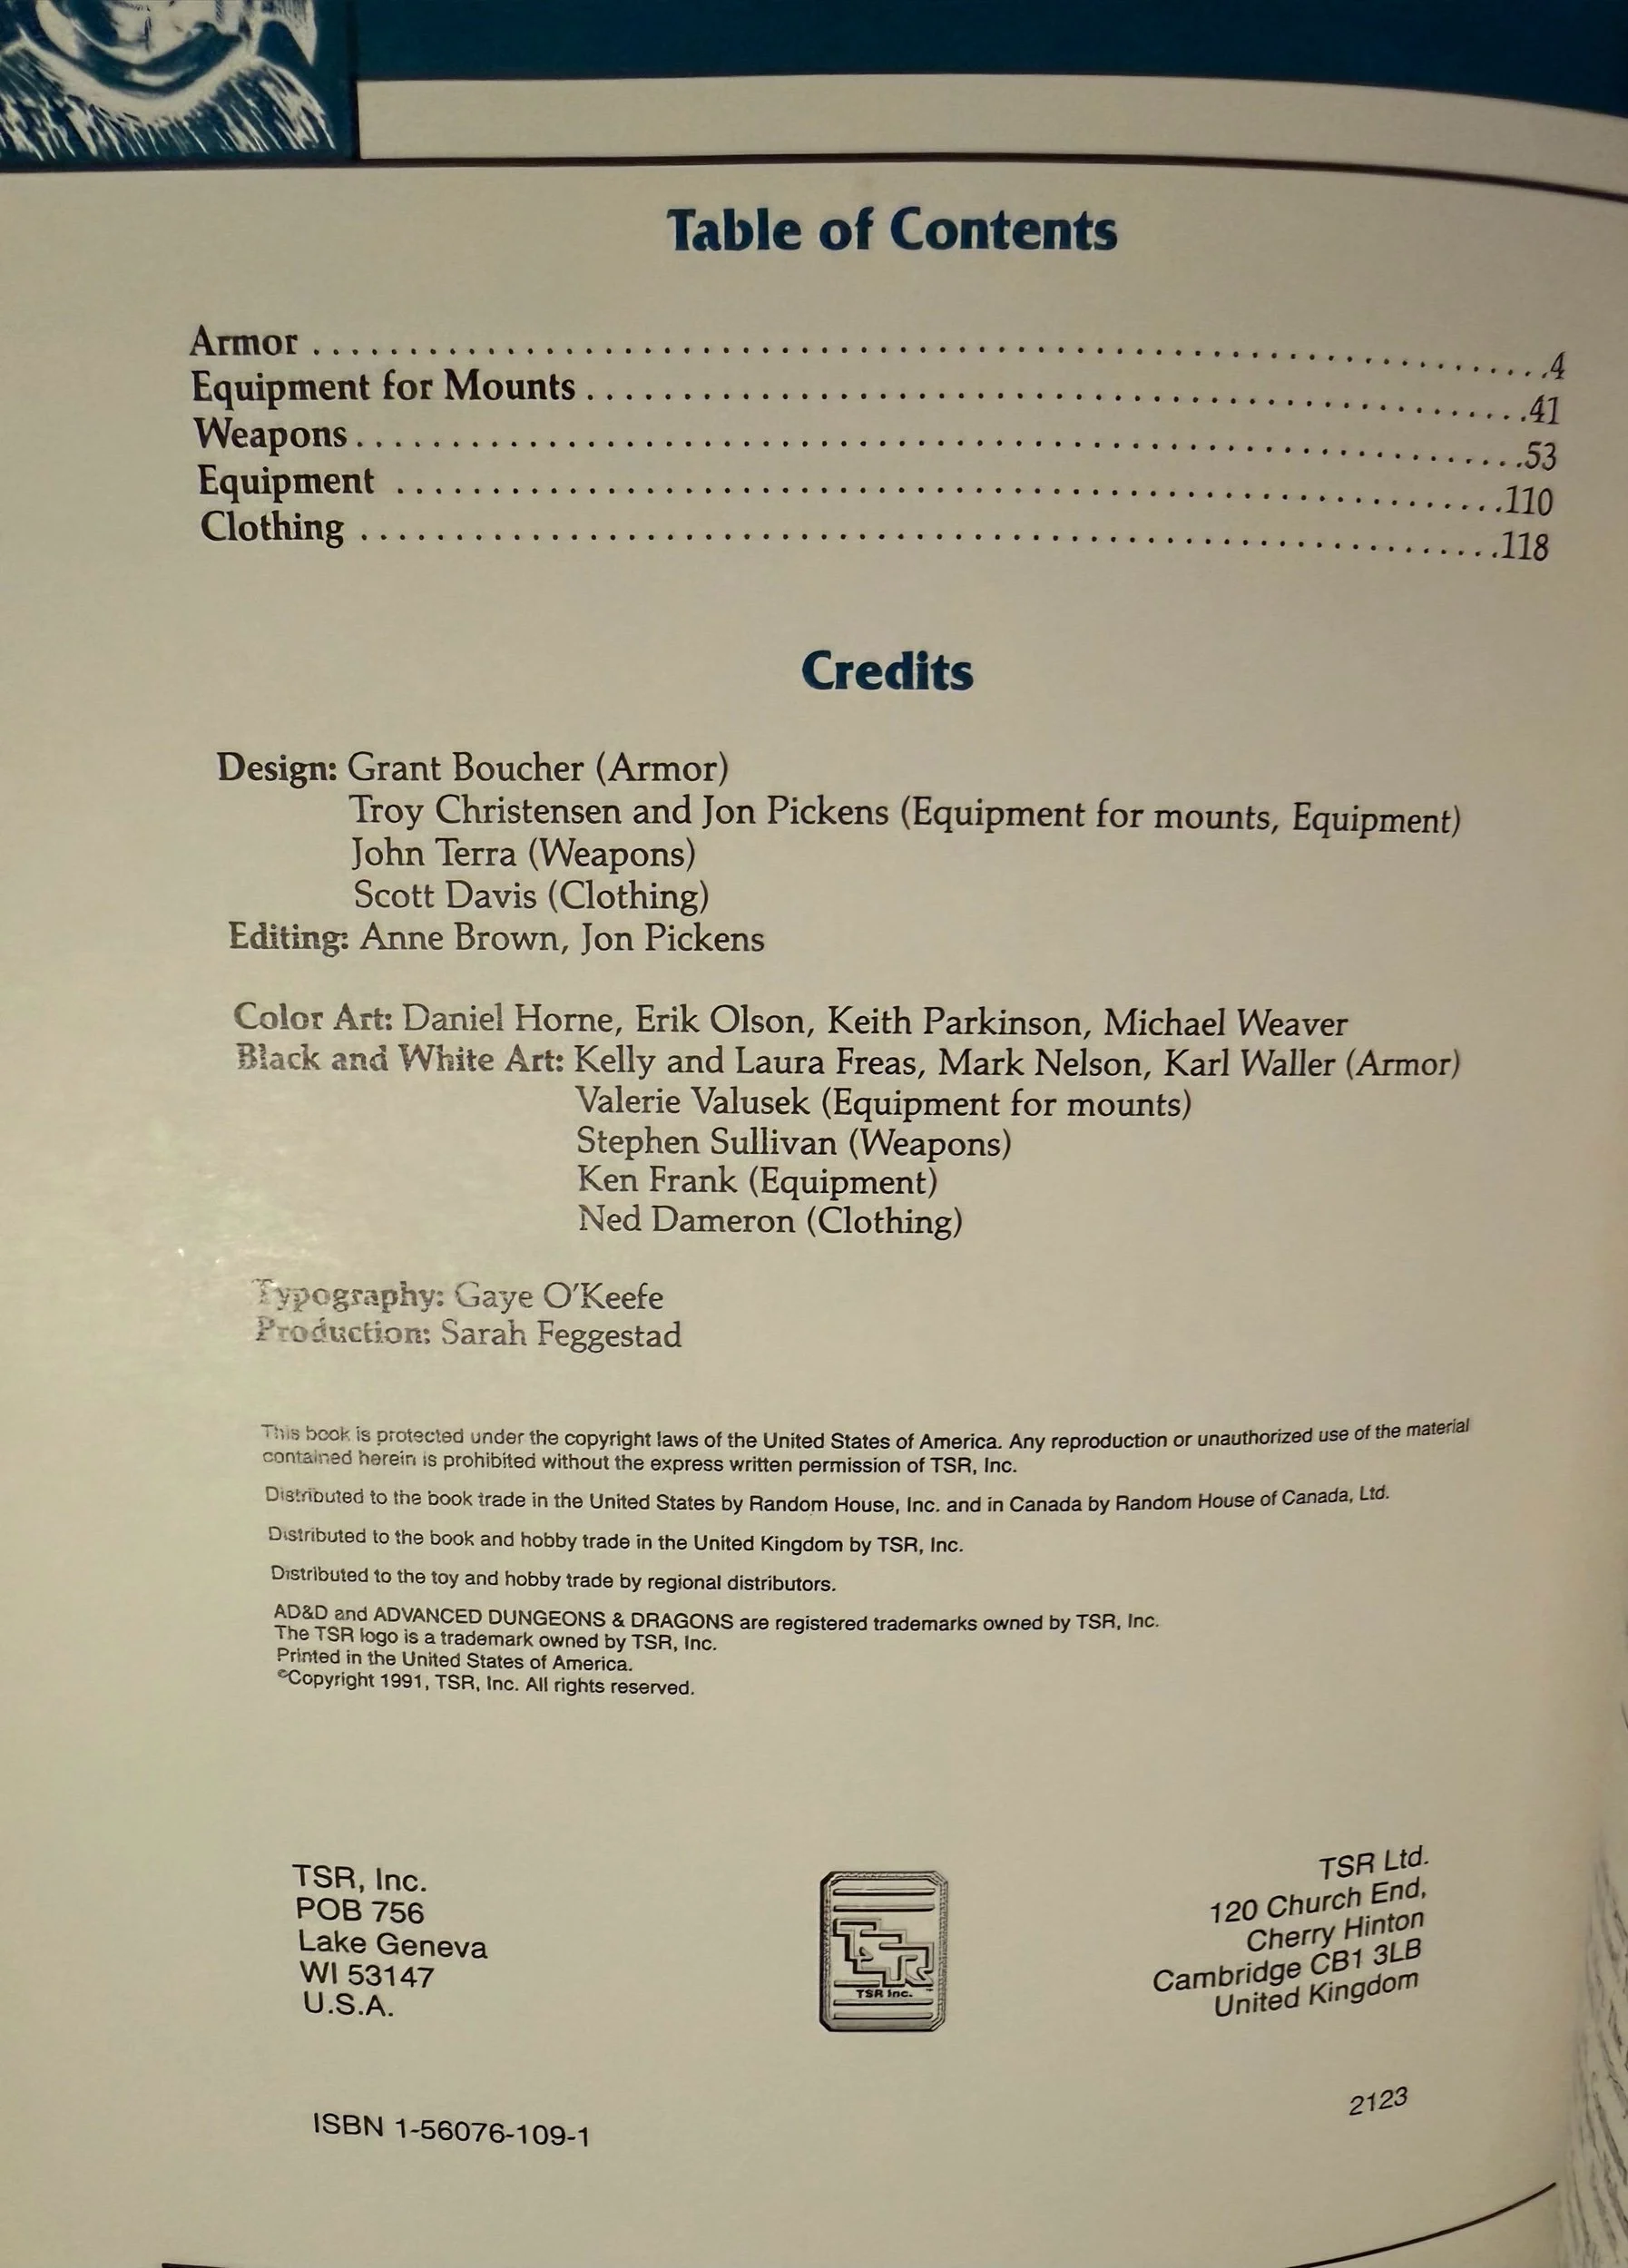 Table of Contents
Armor . . . . . . . . . . . . . . . . . . . . . . . . . . . . . . . . . . . . . . . . . . . . . . . . . . . . . . .4
Equipment for Mounts . . . . . . . . . . . . . . . . . . . . . . . . . . . . . . . . . . . . . . . .41
Weapons . . . . . . . . . . . . . . . . . . . . . . . . . . . . . . . . . . . . . . . . . . . . . . . . . . .53
Equipment . . . . . . . . . . . . . . . . . . . . . . . . . . . . . . . . . . . . . . . . . . . . . . . . .110
Clothing . . . . . . . . . . . . . . . . . . . . . . . . . . . . . . . . . . . . . . . . . . . . . . . . . . .118
Credits
Design: Grant Boucher (Armor)
Troy Christensen and Jon Pickens (Equipment for mounts, Equipment)
John Terra (Weapons)
Scott Davis (Clothing)
Editing: Anne Brown, Jon Pickens
Color Art: Daniel Horne, Erik Olson, Keith Parkinson, Michael Weaver
Black and White Art: Kelly and Laura Freas, Mark Nelson, Karl Waller (Armor)
Valerie Valusek (Equipment for mounts)
Stephen Sullivan (Weapons)
Ken Frank (Equipment)
Ned Dameron (Clothing)
Typography: Gaye O'Keefe
Production: Sarah Feggestad
This book is protected under the copyright laws of the United States of America. Any reproduction or unauthorized use of the material
contained herein is prohibited without the express written permission of TSR, Inc.
Distributed to the book trade in the United States by Random House, Inc. and in Canada by Random House of Canada, Ltd.
Distributed to the book and hobby trade in the United Kingdom by TSR, Inc.
Distributed to the toy and hobby trade by regional distributors.
AD&D and ADVANCED DUNGEONS & DRAGONS are registered trademarks owned by TSR, Inc.
The TSR logo is a trademark owned by TSR, Inc.
Printed in the United States of America.
©Copyright 1991, TSR, Inc. All rights reserved.
TSR, Inc.
POB 756
Lake Geneva
WI 53147
U.S.A.
TSR
TSR Inc. ™
TSR Ltd.
120 Church End,
Cherry Hinton
Cambridge CB1 3LB
United Kingdom
ISBN 1-56076-109-1
2123